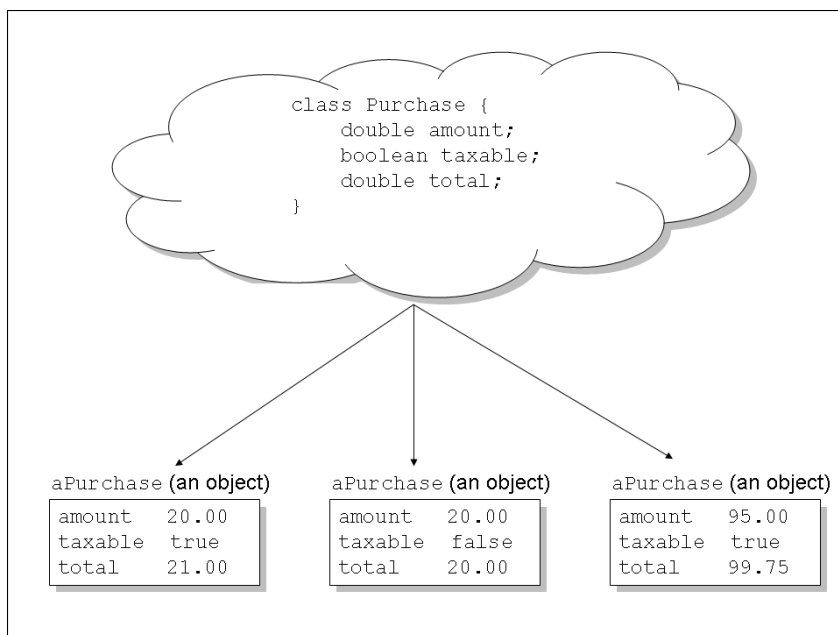 class Purchase {
double amount;
boolean taxable;
double total;
}
aPurchase (an object)
amount 20.00
taxable true
total 21.00
aPurchase (an object)
amount 20.00
taxable false
total 20.00
aPurchase (an object)
amount 95.00
taxable true
total 99.75